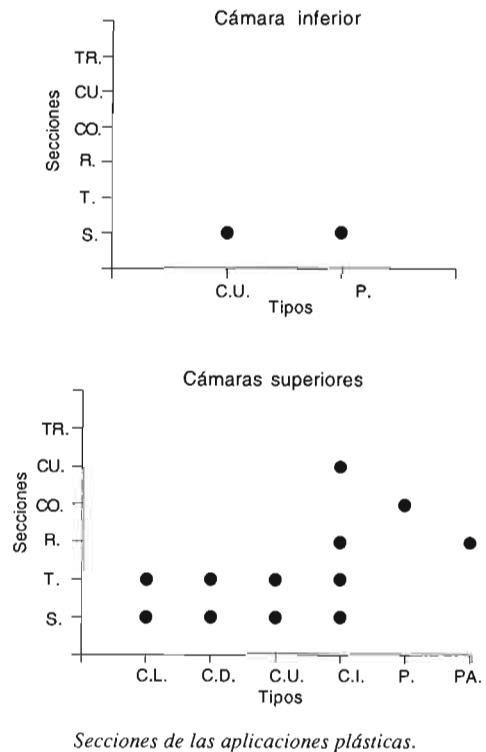 Cámara inferior
Secciones
TR.
CU.
CO.
R.
T.
S.
C.U. P.
Tipos
Cámaras superiores
Secciones
TR.
CU.
CO.
R.
T.
S.
C.L. C.D. C.U. C.I. P. PA.
Tipos
Secciones de las aplicaciones plásticas.